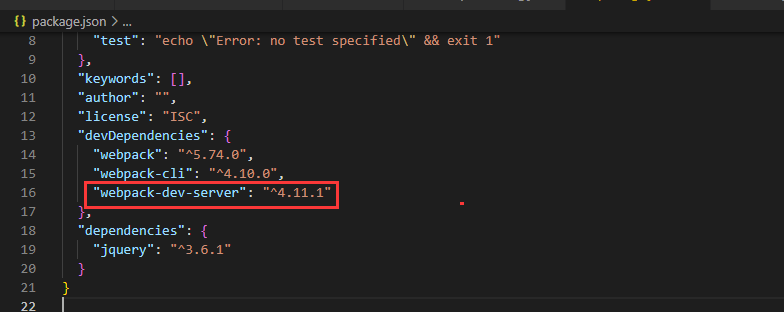 {} package.json > ...
8 "test": "echo \"Error: no test specified\" && exit 1"
9 },
10 "keywords": [],
11 "author": "",
12 "license": "ISC",
13 "devDependencies": {
14 "webpack": "^5.74.0",
15 "webpack-cli": "^4.10.0",
16 "webpack-dev-server": "^4.11.1"
17 },
18 "dependencies": {
19 "jquery": "^3.6.1"
20 }
21 }
22